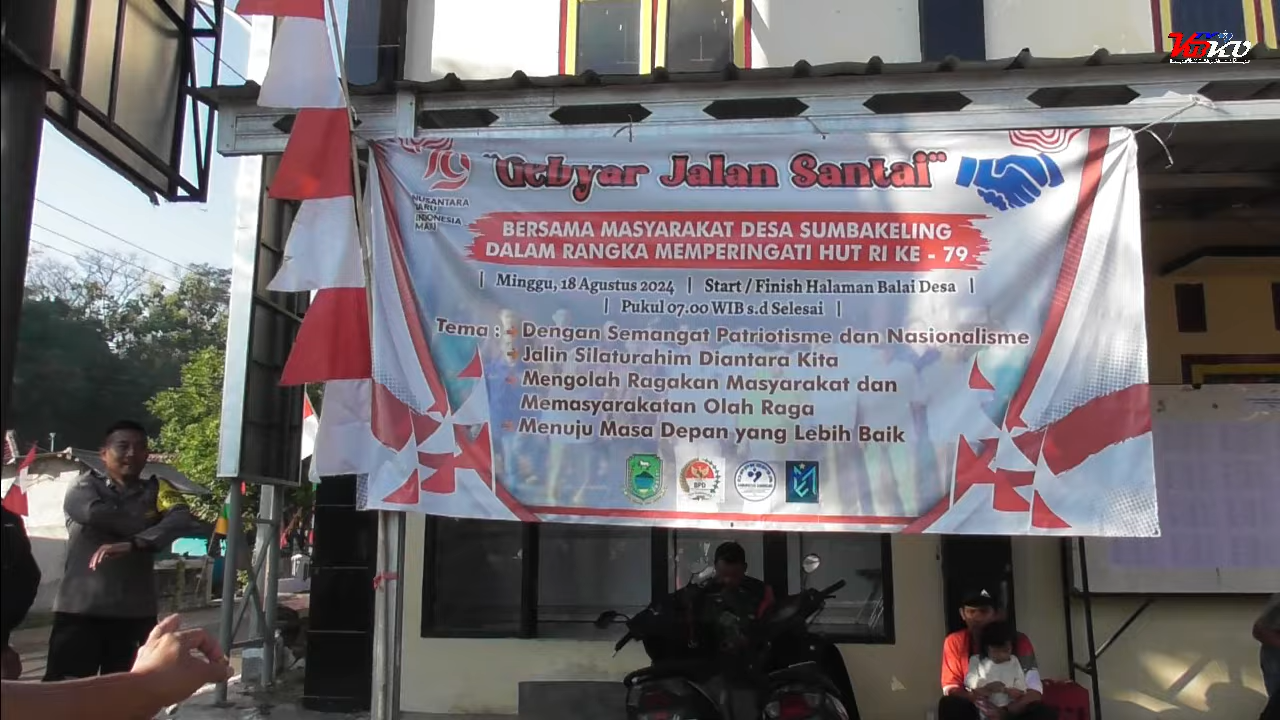 79
NUSANTARA
BARU
INDONESIA
MAJU
"Gebyar Jalan Santai"
BERSAMA MASYARAKAT DESA SUMBAKELING
DALAM RANGKA MEMPERINGATI HUT RI KE - 79
| Minggu, 18 Agustus 2024 | Start / Finish Halaman Balai Desa |
| Pukul 07.00 WIB s.d Selesai |
Tema : - Dengan Semangat Patriotisme dan Nasionalisme
- Jalin Silaturahim Diantara Kita
- Mengolah Ragakan Masyarakat dan
Memasyarakatan Olah Raga
- Menuju Masa Depan yang Lebih Baik
BPD